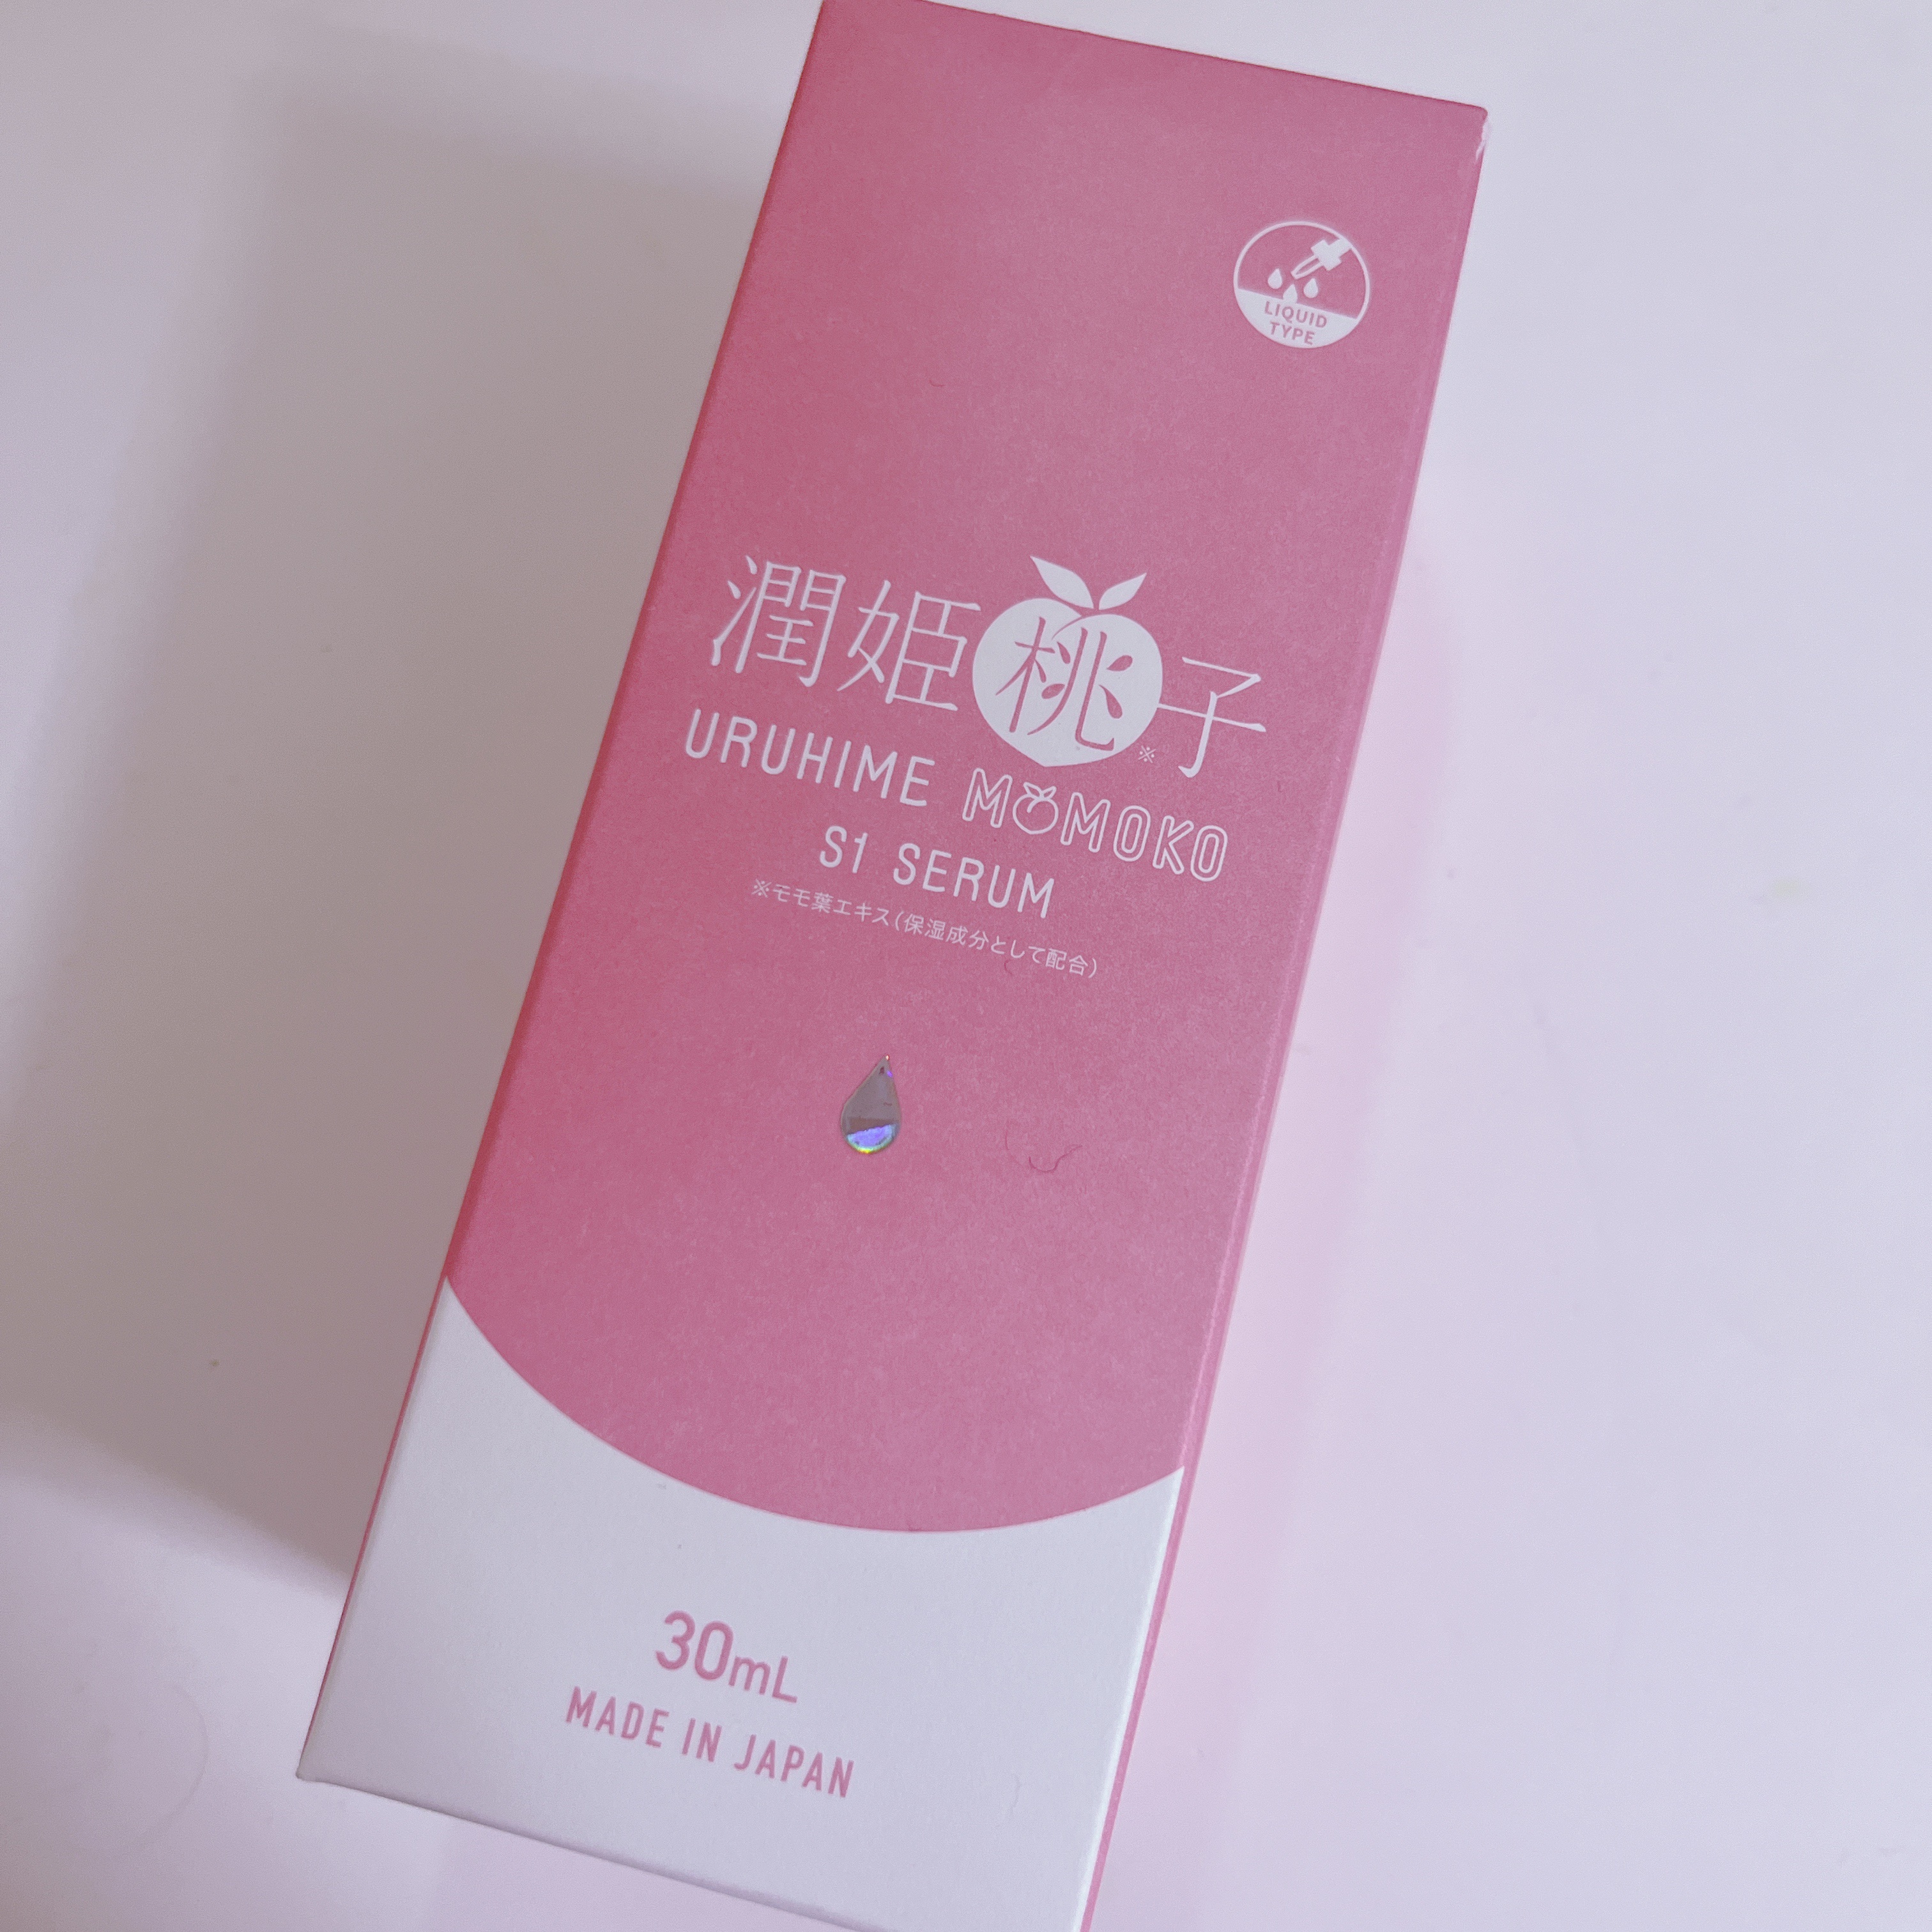 LIQUID
TYPE
潤姫桃※子
URUHIME MOMOKO
S1 SERUM
※モモ葉エキス(保湿成分として配合)
30mL
MADE IN JAPAN